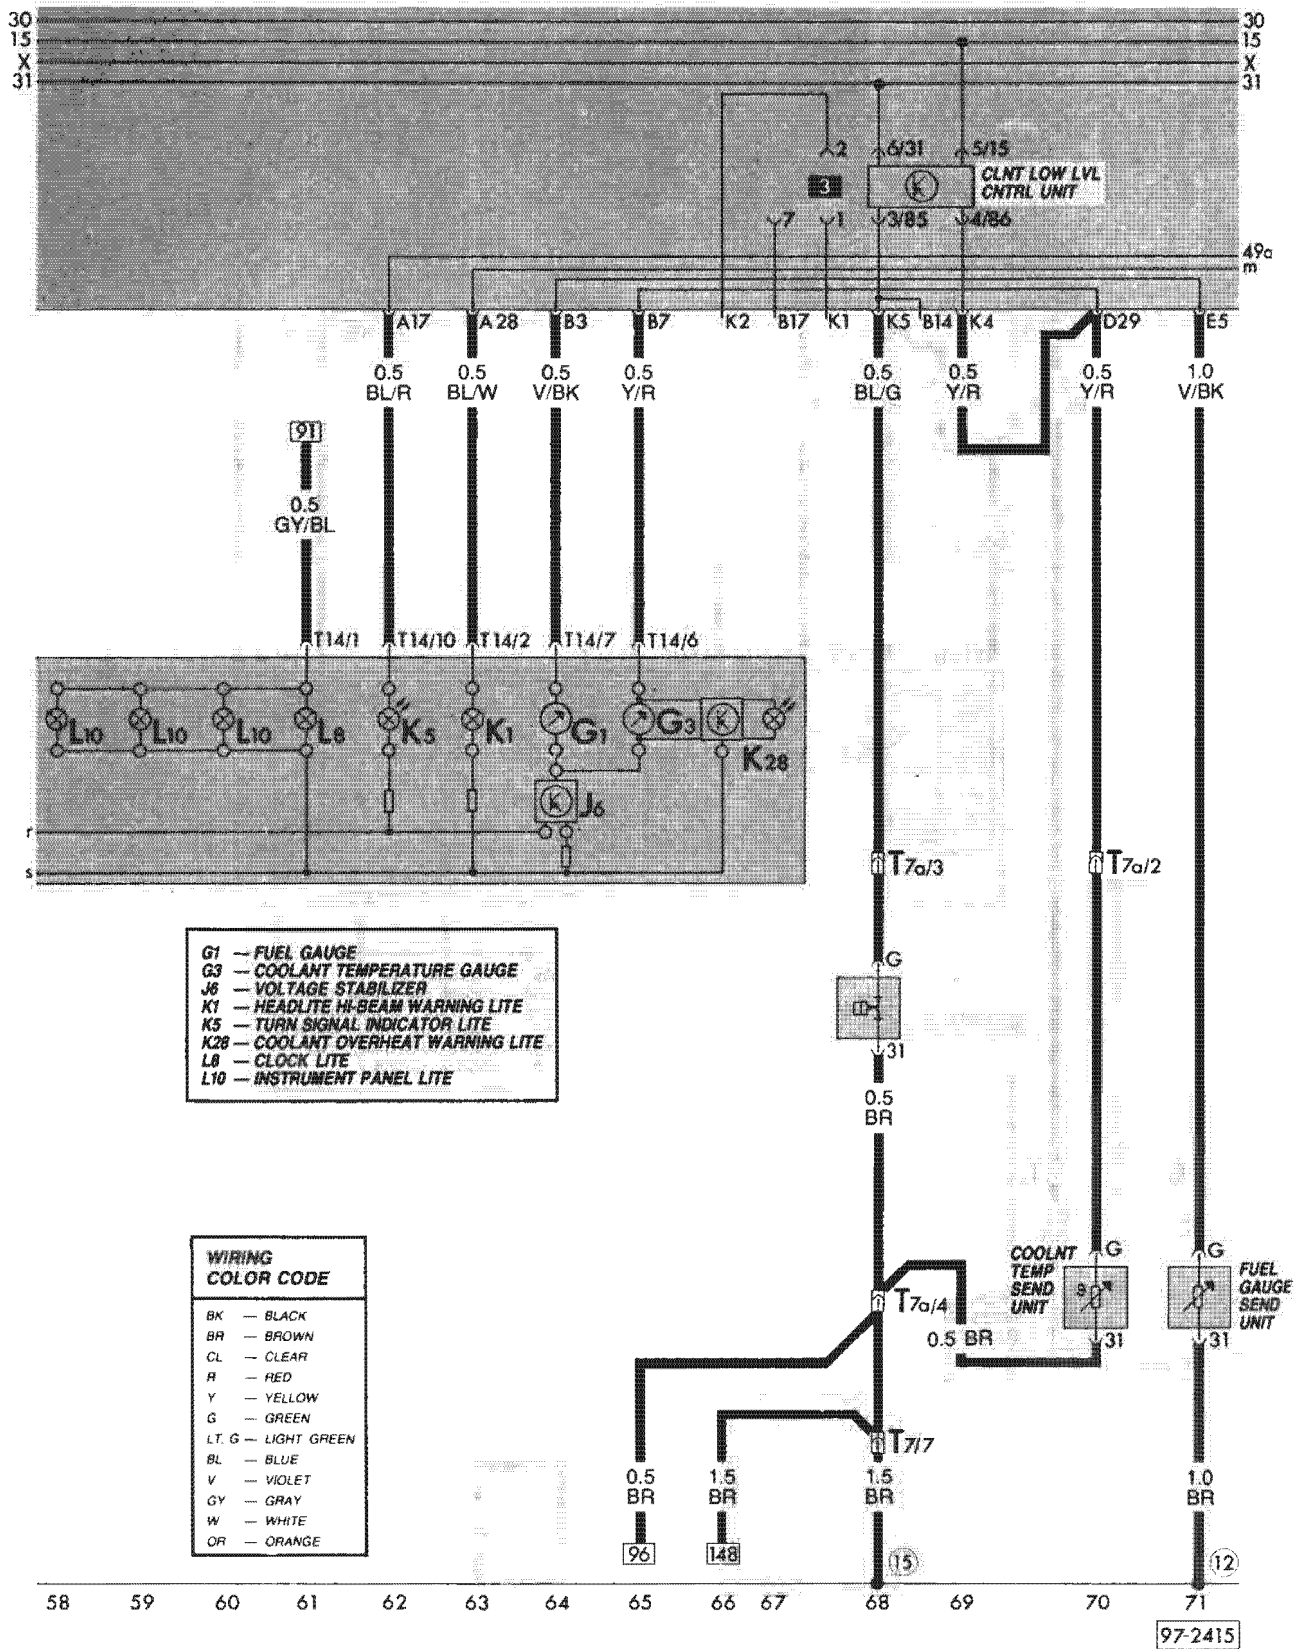 30 30
15 15
X X
31 31
2 6/31 5/15
3 K CLNT LOW LVL
CNTRL UNIT
7 1 3/85 4/86
49a
m
A17 A28 B3 B7 K2 B17 K1 K5 B14 K4 D29 E5
0.5 0.5 0.5 0.5 0.5 0.5 0.5 1.0
BL/R BL/W V/BK Y/R BL/G Y/R Y/R V/BK
91
0.5
GY/BL
T14/1 T14/10 T14/2 T14/7 T14/6
L10 L10 L10 L8 K5 K1 G1 G3 K K28
K J6
r
s
T7a/3 T7a/2
G1 — FUEL GAUGE
G3 — COOLANT TEMPERATURE GAUGE
J6 — VOLTAGE STABILIZER
K1 — HEADLITE HI-BEAM WARNING LITE
K5 — TURN SIGNAL INDICATOR LITE
K28 — COOLANT OVERHEAT WARNING LITE
L8 — CLOCK LITE
L10 — INSTRUMENT PANEL LITE
G
31
0.5
BR
WIRING
COLOR CODE
BK — BLACK
BR — BROWN
CL — CLEAR
R — RED
Y — YELLOW
G — GREEN
LT. G — LIGHT GREEN
BL — BLUE
V — VIOLET
GY — GRAY
W — WHITE
OR — ORANGE
G G
COOLNT
TEMP
SEND
UNIT
FUEL
GAUGE
SEND
UNIT
31 31
T7a/4
0.5 BR
T7/7
0.5 1.5 1.5 1.0
BR BR BR BR
96 148 15 12
58 59 60 61 62 63 64 65 66 67 68 69 70 71
97-2415